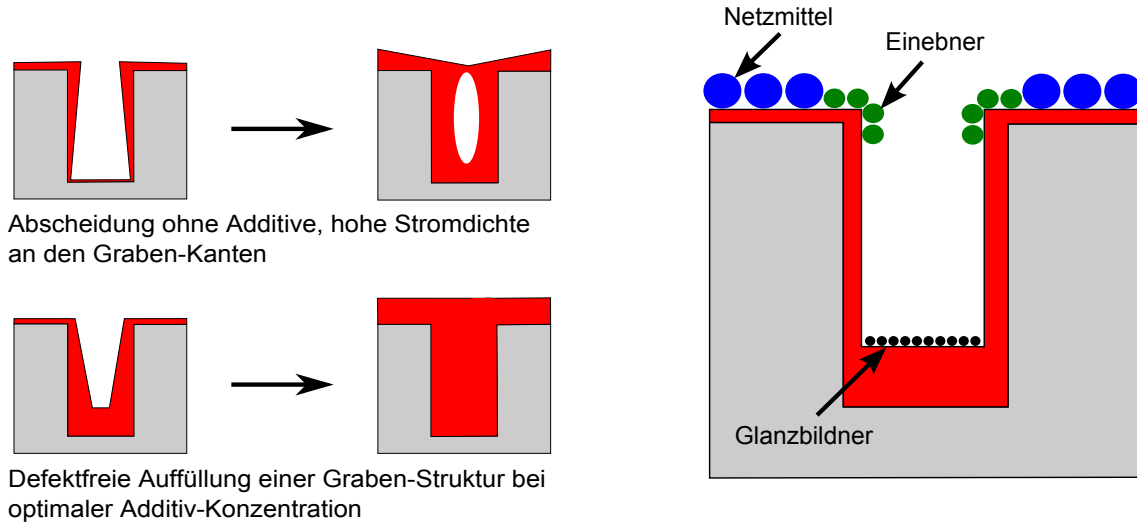 Abscheidung ohne Additive, hohe Stromdichte
an den Graben-Kanten
Defektfreie Auffüllung einer Graben-Struktur bei
optimaler Additiv-Konzentration
Netzmittel
Einebner
Glanzbildner